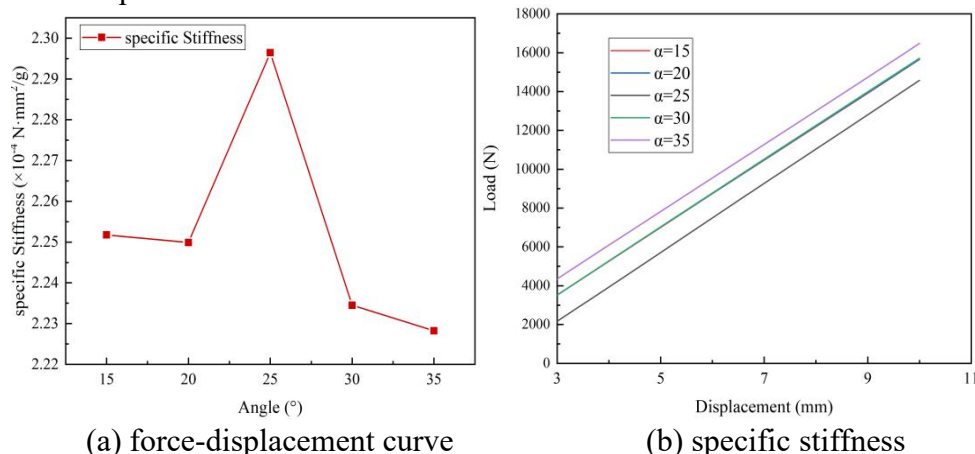 specific Stiffness
specific Stiffness (×10⁻⁴ N·mm²/g)
2.30
2.29
2.28
2.27
2.26
2.25
2.24
2.23
2.22
15
20
25
30
35
Angle (°)
(a) force-displacement curve
α=15
α=20
α=25
α=30
α=35
Load (N)
18000
16000
14000
12000
10000
8000
6000
4000
2000
0
3
5
7
9
11
Displacement (mm)
(b) specific stiffness